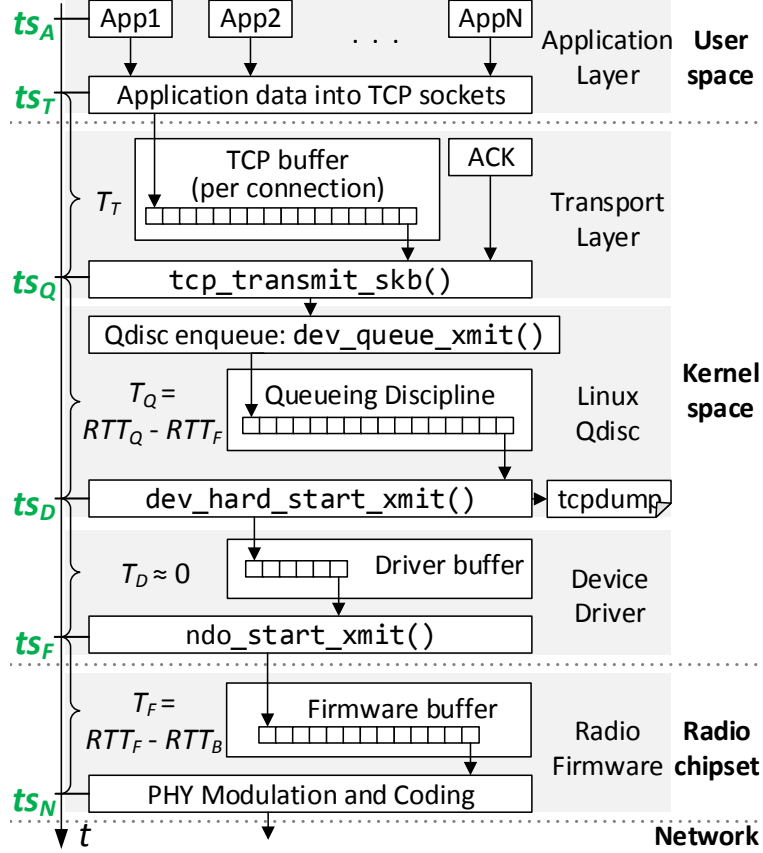 ts_A App1 App2 . . . AppN Application Layer User space
ts_T Application data into TCP sockets
TCP buffer (per connection) ACK
T_T Transport Layer
ts_Q tcp_transmit_skb()
Qdisc enqueue: dev_queue_xmit()
Queueing Discipline
T_Q = RTT_Q - RTT_F Linux Qdisc Kernel space
ts_D dev_hard_start_xmit() tcpdump
T_D ≈ 0 Driver buffer Device Driver
ts_F ndo_start_xmit()
T_F = RTT_F - RTT_B Firmware buffer Radio Firmware Radio chipset
ts_N PHY Modulation and Coding
t Network